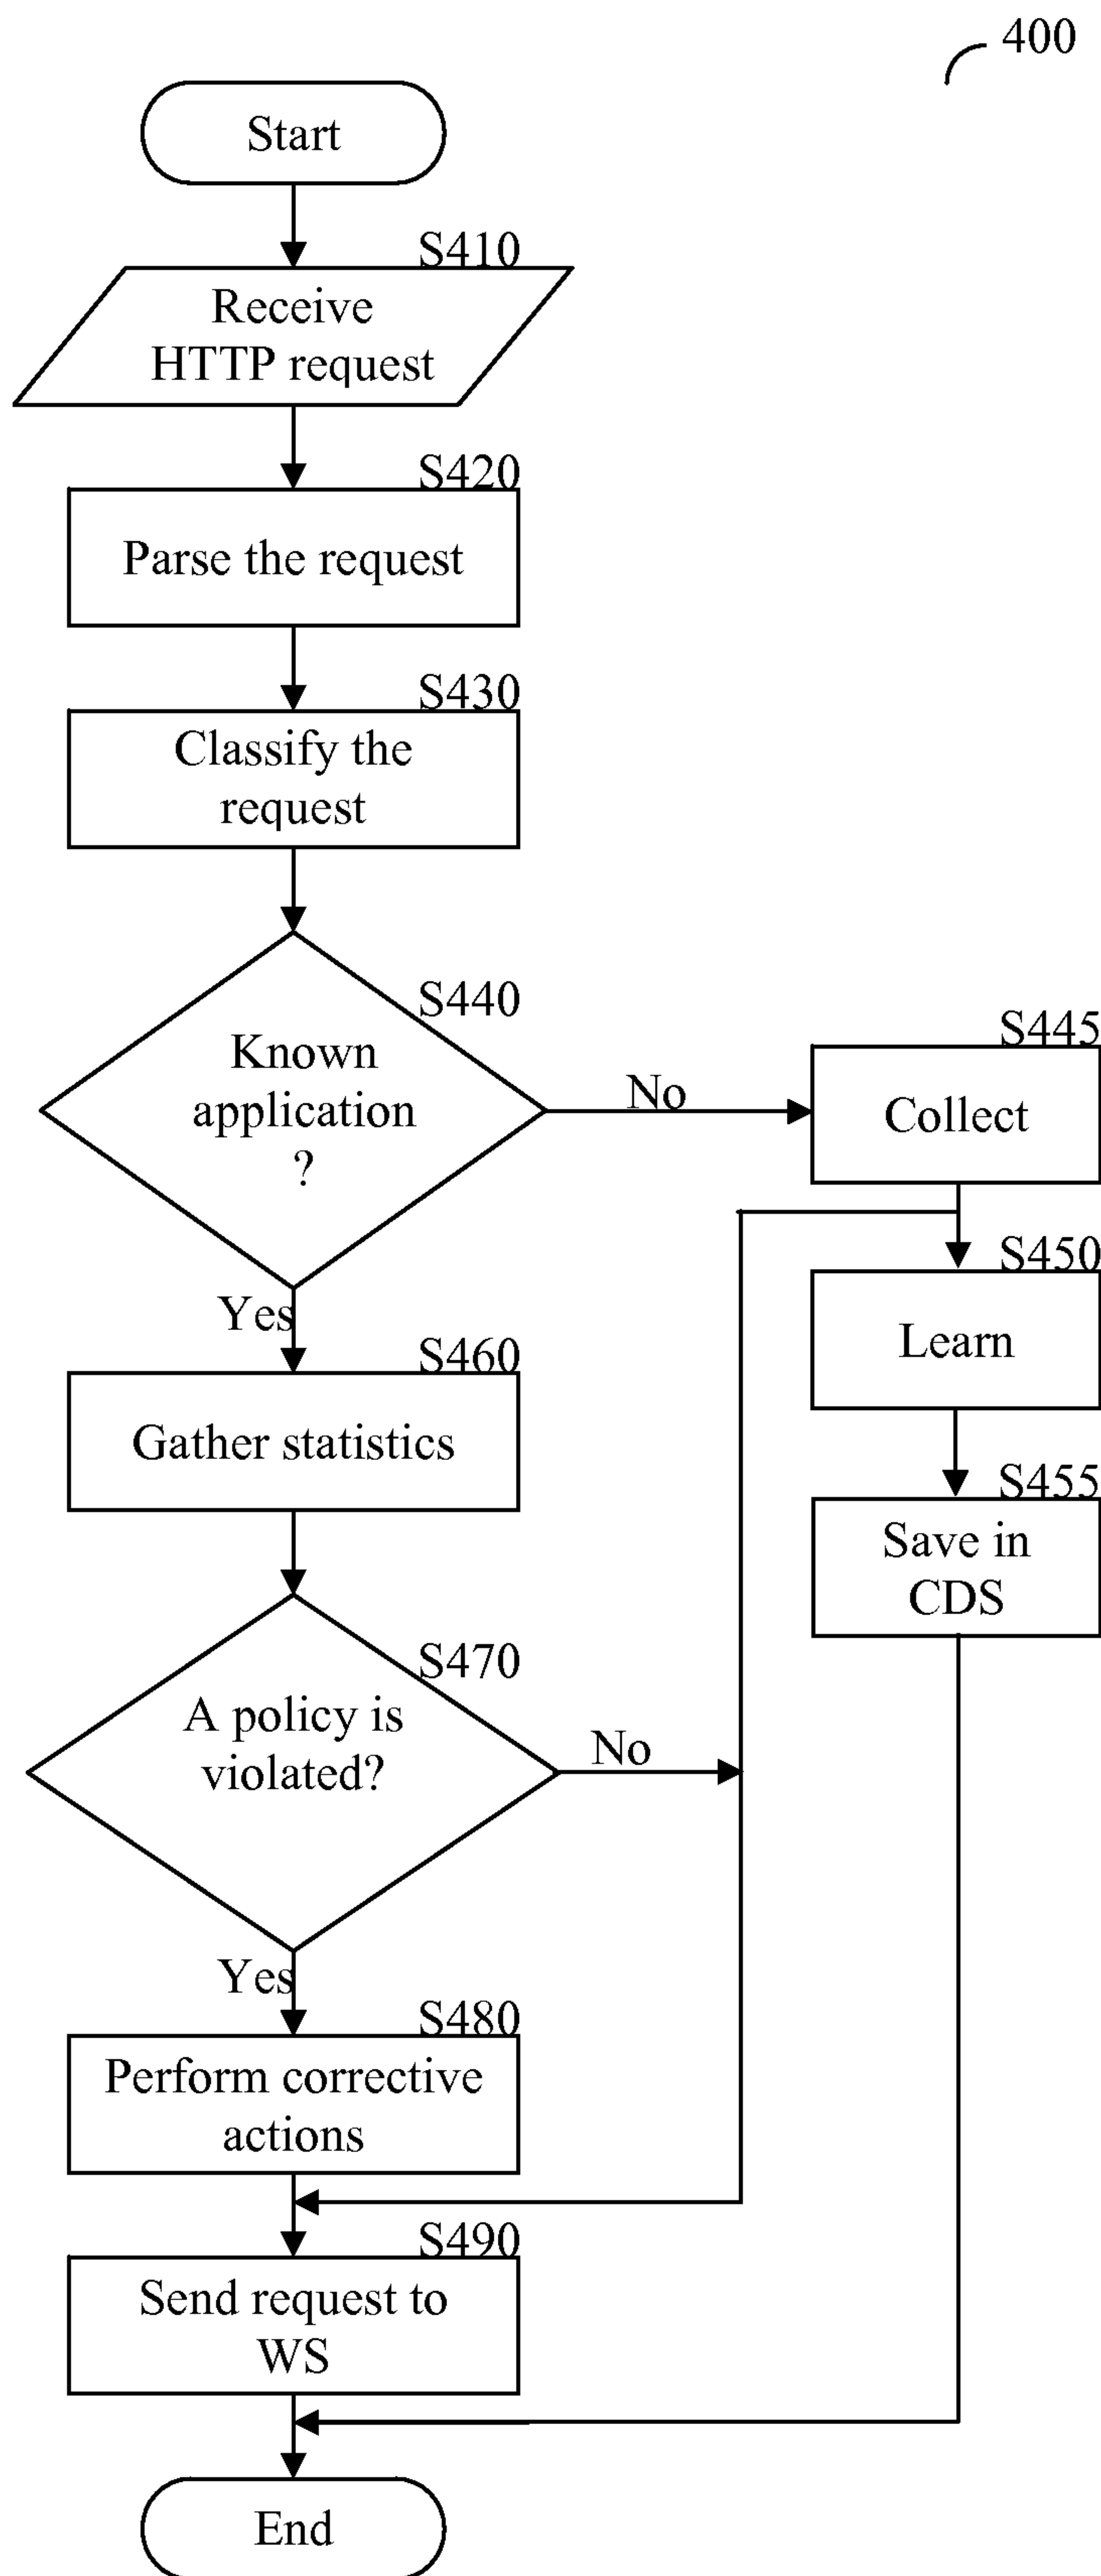 400
Start
S410
Receive
HTTP request
S420
Parse the request
S430
Classify the
request
S440
Known
application
?
No
S445
Collect
S450
Learn
S455
Save in
CDS
Yes
S460
Gather statistics
S470
A policy is
violated?
No
Yes
S480
Perform corrective
actions
S490
Send request to
WS
End